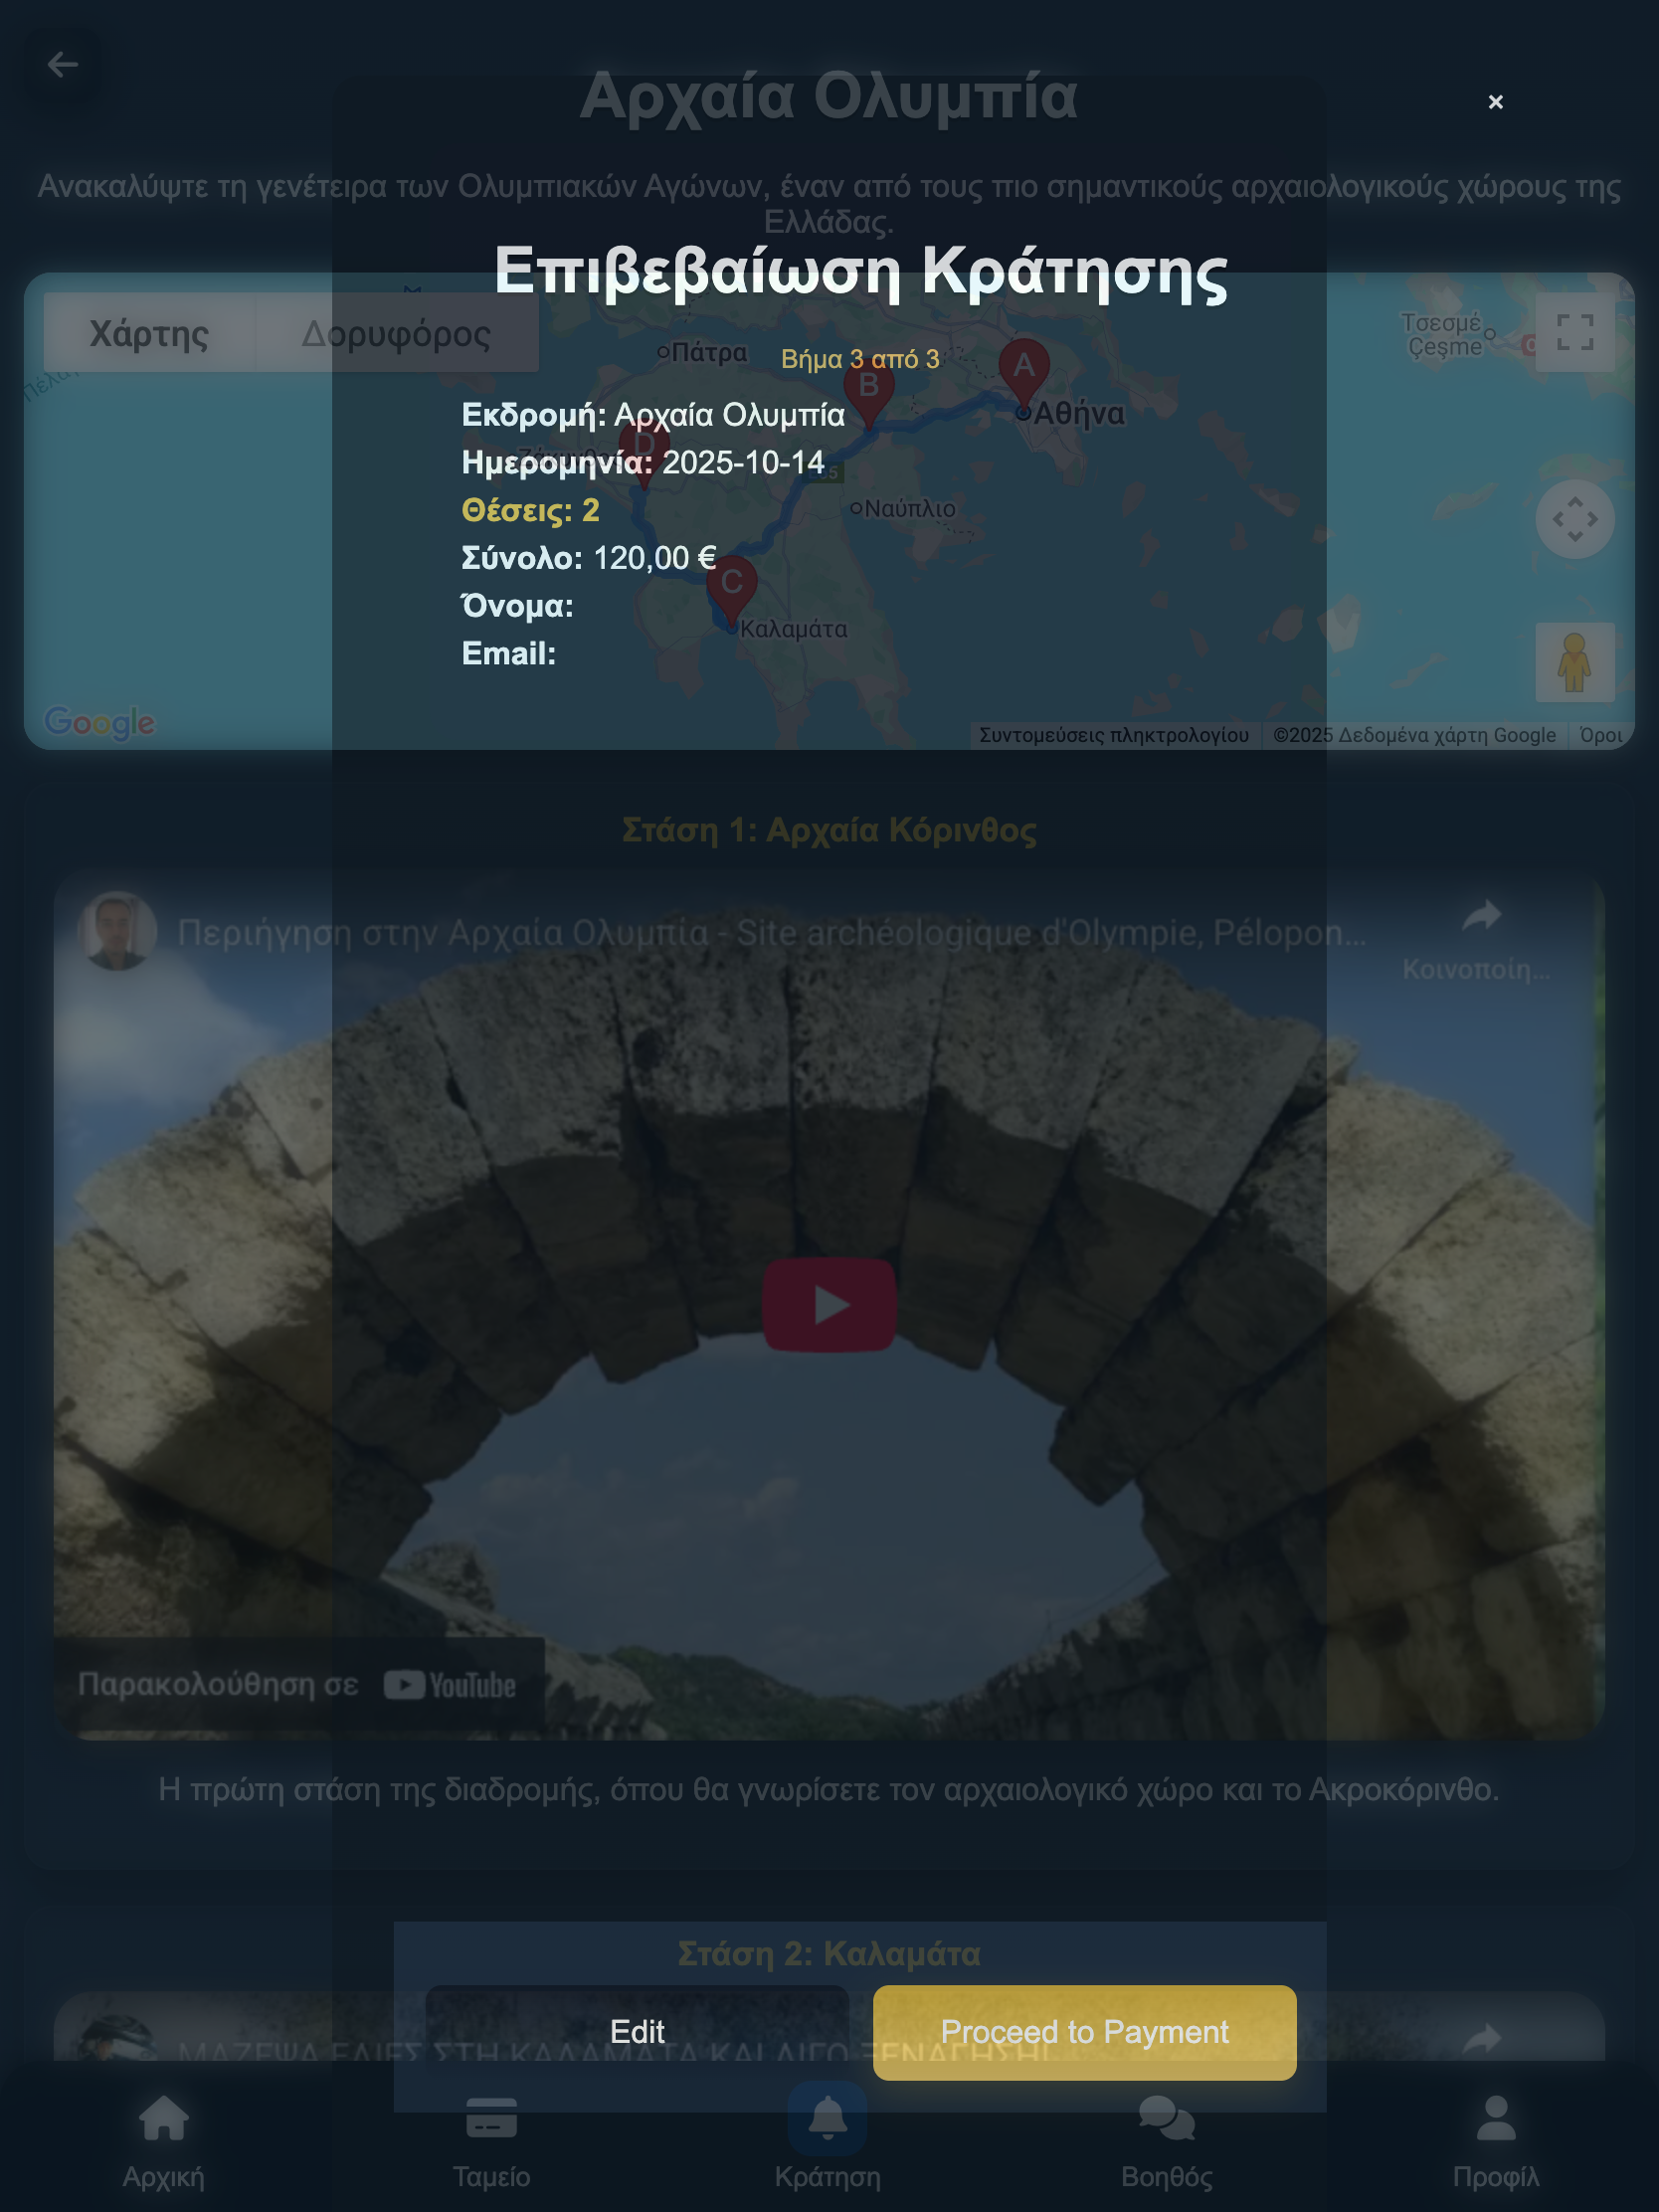 Αρχαία Ολυμπία
×
Ανακαλύψτε τη γενέτειρα των Ολυμπιακών Αγώνων, έναν από τους πιο σημαντικούς αρχαιολογικούς χώρους της
Ελλάδας.
Επιβεβαίωση Κράτησης
Χάρτης
Δορυφόρος
Πάτρα
Βήμα 3 από 3
A
B
Αθήνα
Τσεσμέ
Çeşme
Εκδρομή: Αρχαία Ολυμπία
D
Ζάκυνθος
Ημερομηνία: 2025-10-14
Θέσεις: 2
Ναύπλιο
Σύνολο: 120,00 €
C
Όνομα:
Καλαμάτα
Email:
Google
Συντομεύσεις πληκτρολογίου
©2025 Δεδομένα χάρτη Google
Όροι
Στάση 1: Αρχαία Κόρινθος
Περιήγηση στην Αρχαία Ολυμπία - Site archéologique d'Olympie, Pélopon...
Κοινοποίη...
Παρακολούθηση σε YouTube
Η πρώτη στάση της διαδρομής, όπου θα γνωρίσετε τον αρχαιολογικό χώρο και το Ακροκόρινθο.
Στάση 2: Καλαμάτα
Edit
Proceed to Payment
ΜΑΖΕΨΑ ΕΛΙΕΣ ΣΤΗ ΚΑΛΑΜΑΤΑ ΚΑΙ ΛΙΓΟ ΞΕΝΑΓΗΣΗ!
Αρχική
Ταμείο
Κράτηση
Βοηθός
Προφίλ